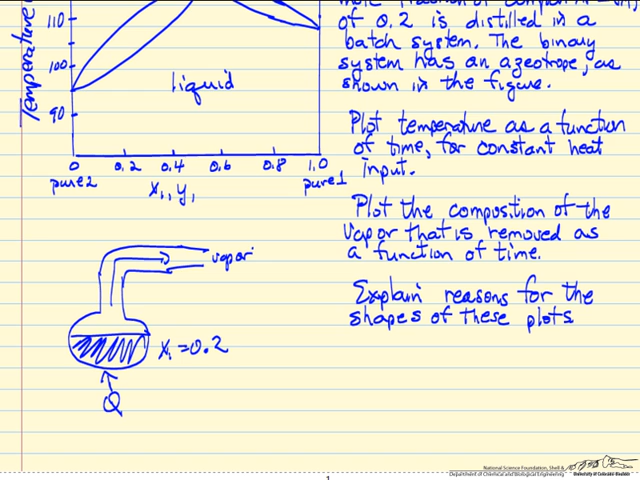 of 0.2 is distilled in a
batch system. The binary
system has an azeotrope, as
shown in the figure.
Plot temperature as a function
of time, for constant heat
input.
Plot the compostion of the
vapor that is removed as
a function of time.
Explain reasons for the
shapes of these plots
Temperature
110
100
90
liquid
0 0.2 0.4 0.6 0.8 1.0
pure 2 pure 1
x₁, y₁
vapor
x₁ = 0.2
Q
National Science Foundation, Shell &
Department of Chemical and Biological Engineering
University of Colorado Boulder
1